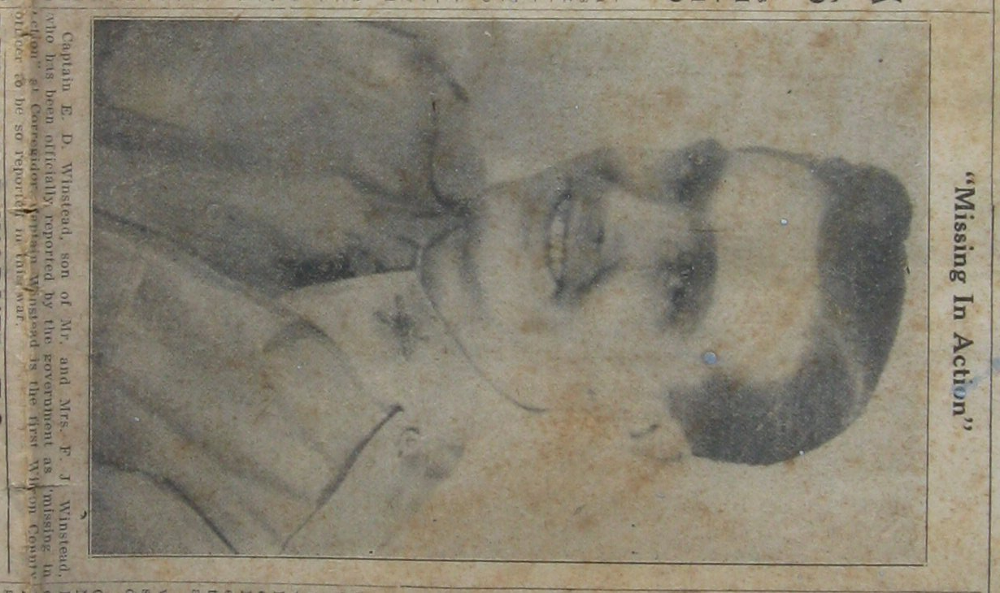 "Missing In Action"
Captain E. D. Winstead, son of Mr. and Mrs. F. J. Winstead,
who has been officially reported by the government as "missing in
action" at Corregidor. Captain Winstead is the first Wilson County
officer to be so reported in this war.